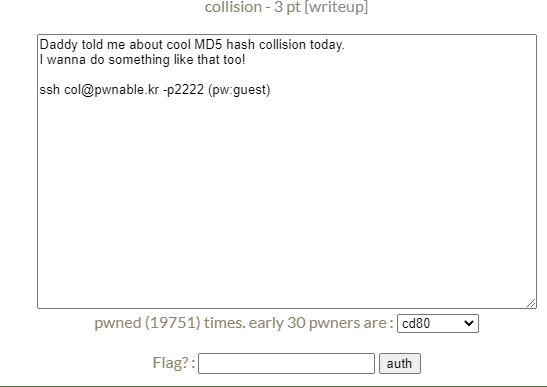 collision - 3 pt [writeup]
Daddy told me about cool MD5 hash collision today.
I wanna do something like that too!
ssh col@pwnable.kr -p2222 (pw:guest)
pwned (19751) times. early 30 pwners are : cd80
Flag? : auth